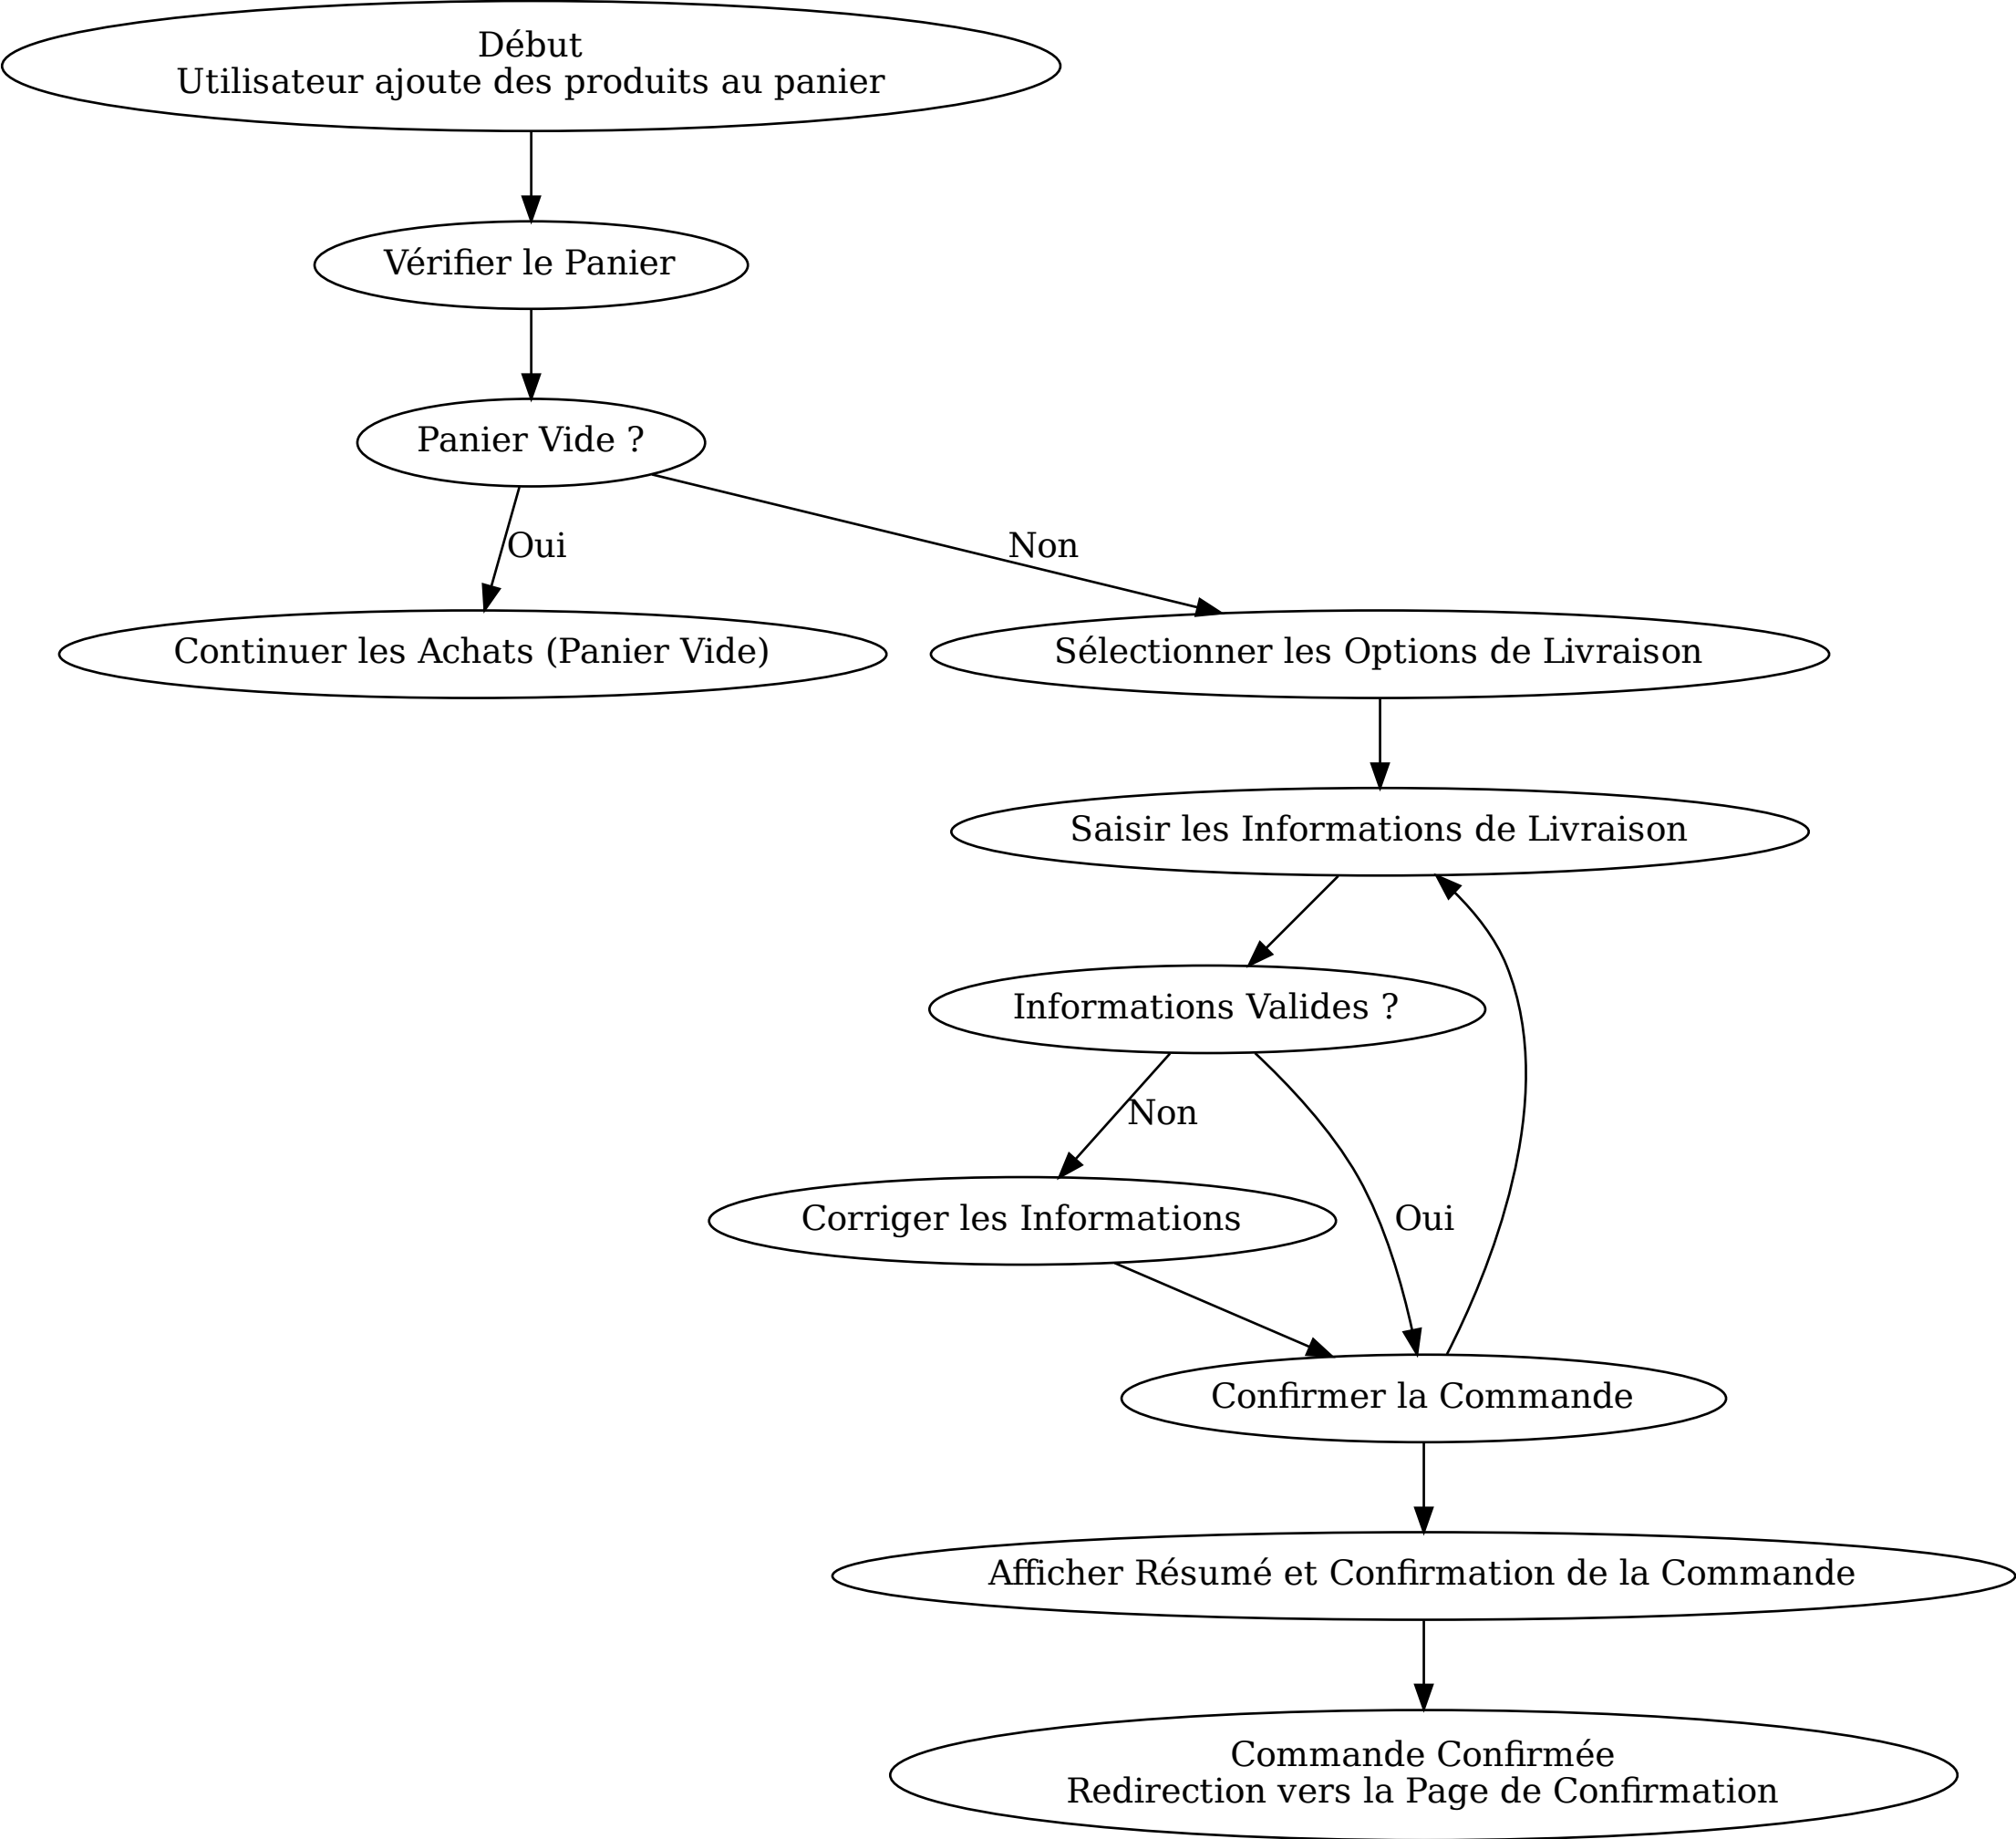 Début
Utilisateur ajoute des produits au panier
Vérifier le Panier
Panier Vide ?
Oui
Non
Continuer les Achats (Panier Vide)
Sélectionner les Options de Livraison
Saisir les Informations de Livraison
Informations Valides ?
Non
Corriger les Informations
Oui
Confirmer la Commande
Afficher Résumé et Confirmation de la Commande
Commande Confirmée
Redirection vers la Page de Confirmation